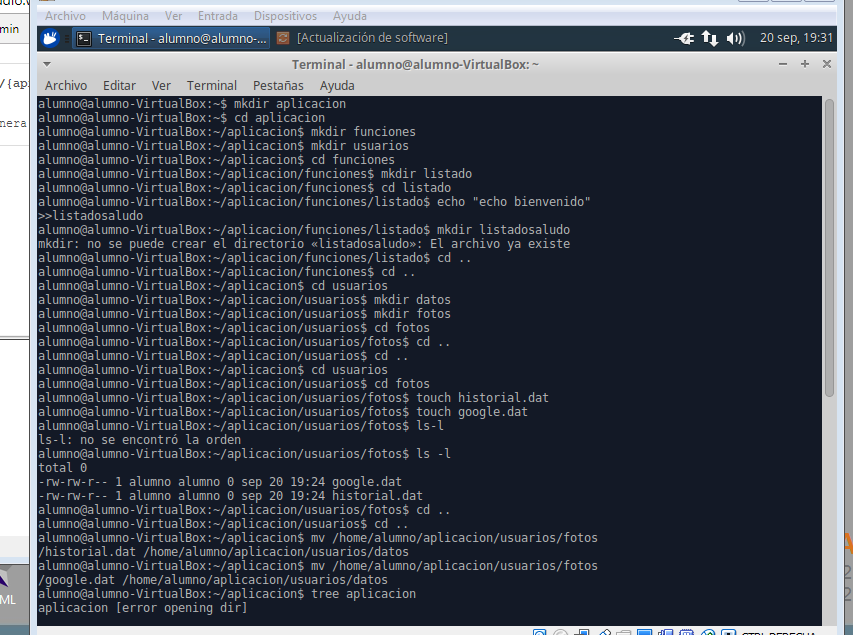 Archivo Máquina Ver Entrada Dispositivos Ayuda
min
Terminal - alumno@alumno-...
[Actualización de software]
20 sep, 19:31
Terminal - alumno@alumno-VirtualBox: ~
Archivo Editar Ver Terminal Pestañas Ayuda
alumno@alumno-VirtualBox:~$ mkdir aplicacion
alumno@alumno-VirtualBox:~$ cd aplicacion
alumno@alumno-VirtualBox:~/aplicacion$ mkdir funciones
alumno@alumno-VirtualBox:~/aplicacion$ mkdir usuarios
alumno@alumno-VirtualBox:~/aplicacion$ cd funciones
alumno@alumno-VirtualBox:~/aplicacion/funciones$ mkdir listado
alumno@alumno-VirtualBox:~/aplicacion/funciones$ cd listado
alumno@alumno-VirtualBox:~/aplicacion/funciones/listado$ echo "echo bienvenido"
>>listadosaludo
alumno@alumno-VirtualBox:~/aplicacion/funciones/listado$ mkdir listadosaludo
mkdir: no se puede crear el directorio «listadosaludo»: El archivo ya existe
alumno@alumno-VirtualBox:~/aplicacion/funciones/listado$ cd ..
alumno@alumno-VirtualBox:~/aplicacion/funciones$ cd ..
alumno@alumno-VirtualBox:~/aplicacion$ cd usuarios
alumno@alumno-VirtualBox:~/aplicacion/usuarios$ mkdir datos
alumno@alumno-VirtualBox:~/aplicacion/usuarios$ mkdir fotos
alumno@alumno-VirtualBox:~/aplicacion/usuarios$ cd fotos
alumno@alumno-VirtualBox:~/aplicacion/usuarios/fotos$ cd ..
alumno@alumno-VirtualBox:~/aplicacion/usuarios$ cd ..
alumno@alumno-VirtualBox:~/aplicacion$ cd usuarios
alumno@alumno-VirtualBox:~/aplicacion/usuarios$ cd fotos
alumno@alumno-VirtualBox:~/aplicacion/usuarios/fotos$ touch historial.dat
alumno@alumno-VirtualBox:~/aplicacion/usuarios/fotos$ touch google.dat
alumno@alumno-VirtualBox:~/aplicacion/usuarios/fotos$ ls-l
ls-l: no se encontró la orden
alumno@alumno-VirtualBox:~/aplicacion/usuarios/fotos$ ls -l
total 0
-rw-rw-r-- 1 alumno alumno 0 sep 20 19:24 google.dat
-rw-rw-r-- 1 alumno alumno 0 sep 20 19:24 historial.dat
alumno@alumno-VirtualBox:~/aplicacion/usuarios/fotos$ cd ..
alumno@alumno-VirtualBox:~/aplicacion/usuarios$ cd ..
alumno@alumno-VirtualBox:~/aplicacion$ mv /home/alumno/aplicacion/usuarios/fotos
/historial.dat /home/alumno/aplicacion/usuarios/datos
alumno@alumno-VirtualBox:~/aplicacion$ mv /home/alumno/aplicacion/usuarios/fotos
/google.dat /home/alumno/aplicacion/usuarios/datos
alumno@alumno-VirtualBox:~/aplicacion$ tree aplicacion
aplicacion [error opening dir]
/{api
nera
ML